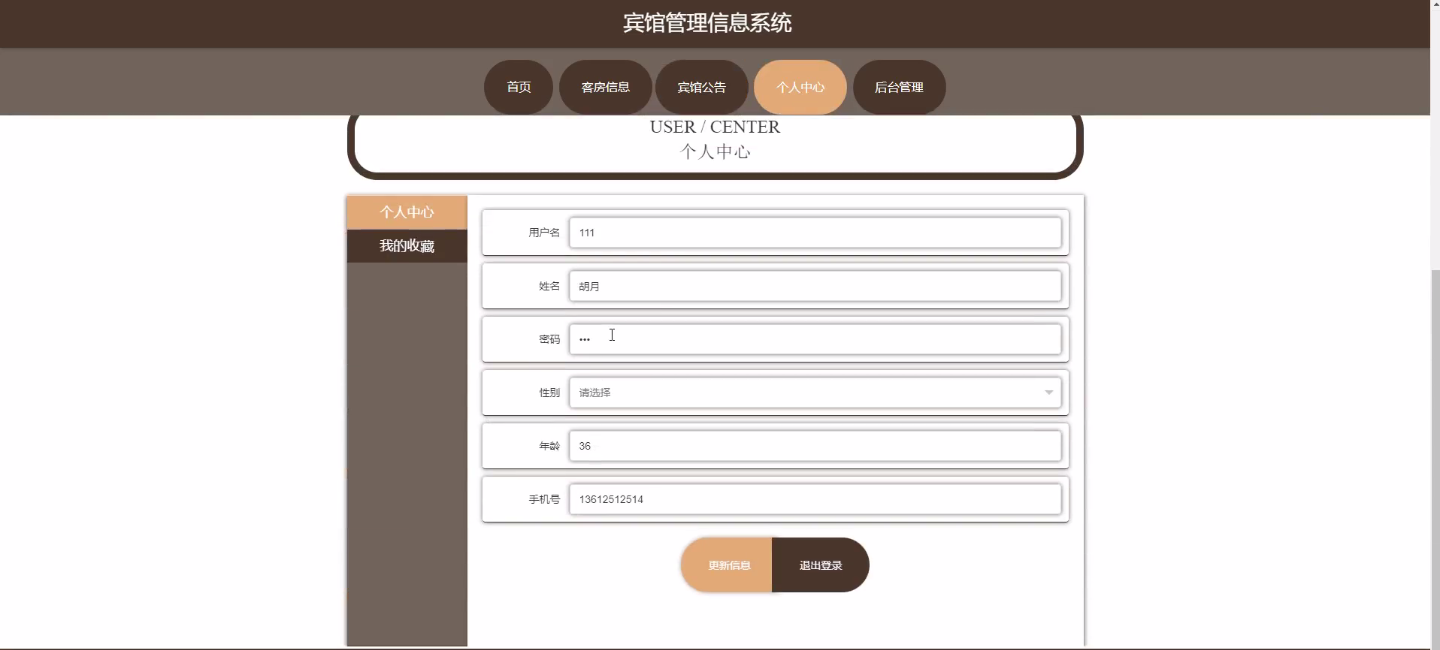 宾馆管理信息系统
首页
客房信息
宾馆公告
个人中心
后台管理
USER / CENTER
个人中心
个人中心
我的收藏
用户名 111
姓名 胡月
密码 •••
性别 请选择
年龄 36
手机号 13612512514
更新信息
退出登录